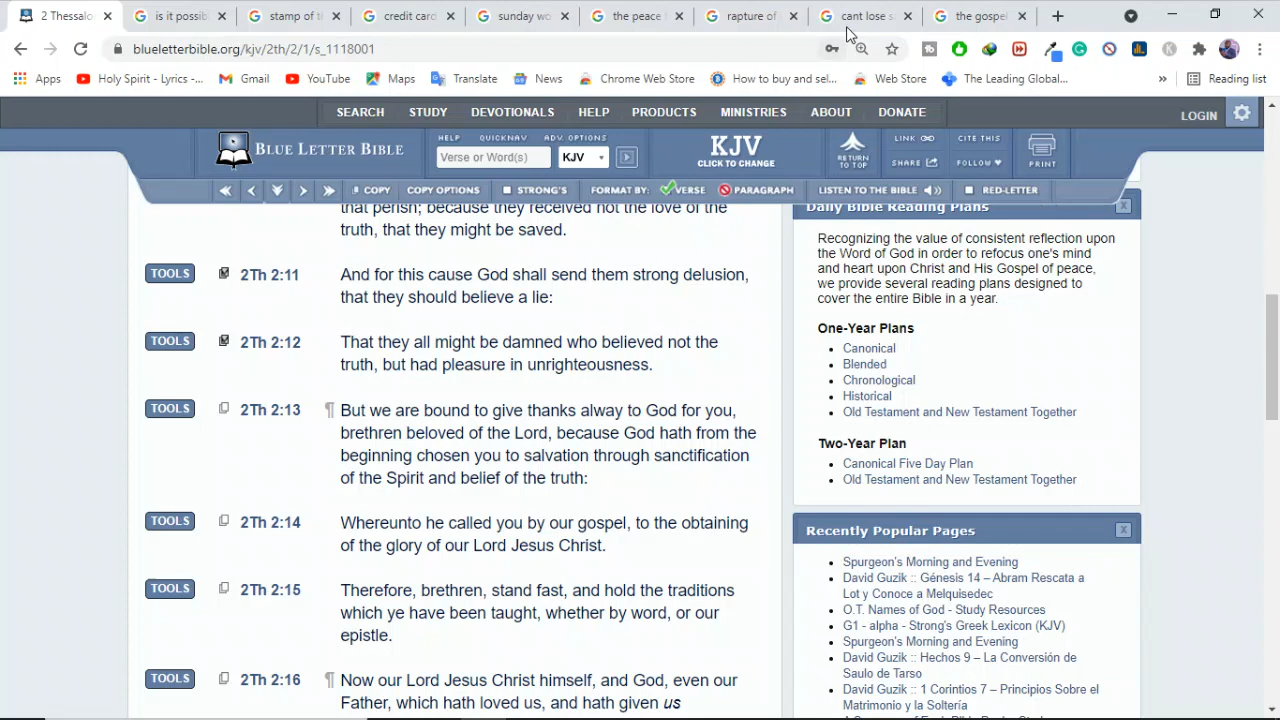 2 Thessalo
is it possib
stamp of t
credit card
sunday wo
the peace
rapture of
cant lose s
the gospel
blueletterbible.org/kjv/2th/2/1/s_1118001
Apps
Holy Spirit - Lyrics -...
Gmail
YouTube
Maps
Translate
News
Chrome Web Store
How to buy and sel...
Web Store
The Leading Global...
»
Reading list
SEARCH STUDY DEVOTIONALS HELP PRODUCTS MINISTRIES ABOUT DONATE
LOGIN
BLUE LETTER BIBLE
HELP QUICKNAV ADV. OPTIONS
Verse or Word(s)
KJV
KJV
CLICK TO CHANGE
RETURN
TO TOP
LINK
CITE THIS
SHARE
FOLLOW
PRINT
COPY
COPY OPTIONS
STRONG'S
FORMAT BY:
VERSE
PARAGRAPH
LISTEN TO THE BIBLE
RED-LETTER
that perish; because they received not the love of the
truth, that they might be saved.
TOOLS 2Th 2:11 And for this cause God shall send them strong delusion,
that they should believe a lie:
TOOLS 2Th 2:12 That they all might be damned who believed not the
truth, but had pleasure in unrighteousness.
TOOLS 2Th 2:13 ¶ But we are bound to give thanks alway to God for you,
brethren beloved of the Lord, because God hath from the
beginning chosen you to salvation through sanctification
of the Spirit and belief of the truth:
TOOLS 2Th 2:14 Whereunto he called you by our gospel, to the obtaining
of the glory of our Lord Jesus Christ.
TOOLS 2Th 2:15 Therefore, brethren, stand fast, and hold the traditions
which ye have been taught, whether by word, or our
epistle.
TOOLS 2Th 2:16 ¶ Now our Lord Jesus Christ himself, and God, even our
Father, which hath loved us, and hath given us
Daily Bible Reading Plans
Recognizing the value of consistent reflection upon
the Word of God in order to refocus one's mind
and heart upon Christ and His Gospel of peace,
we provide several reading plans designed to
cover the entire Bible in a year.
One-Year Plans
Canonical
Blended
Chronological
Historical
Old Testament and New Testament Together
Two-Year Plan
Canonical Five Day Plan
Old Testament and New Testament Together
Recently Popular Pages
Spurgeon's Morning and Evening
David Guzik :: Génesis 14 – Abram Rescata a
Lot y Conoce a Melquisedec
O.T. Names of God - Study Resources
G1 - alpha - Strong's Greek Lexicon (KJV)
Spurgeon's Morning and Evening
David Guzik :: Hechos 9 – La Conversión de
Saulo de Tarso
David Guzik :: 1 Corintios 7 – Principios Sobre el
Matrimonio y la Soltería